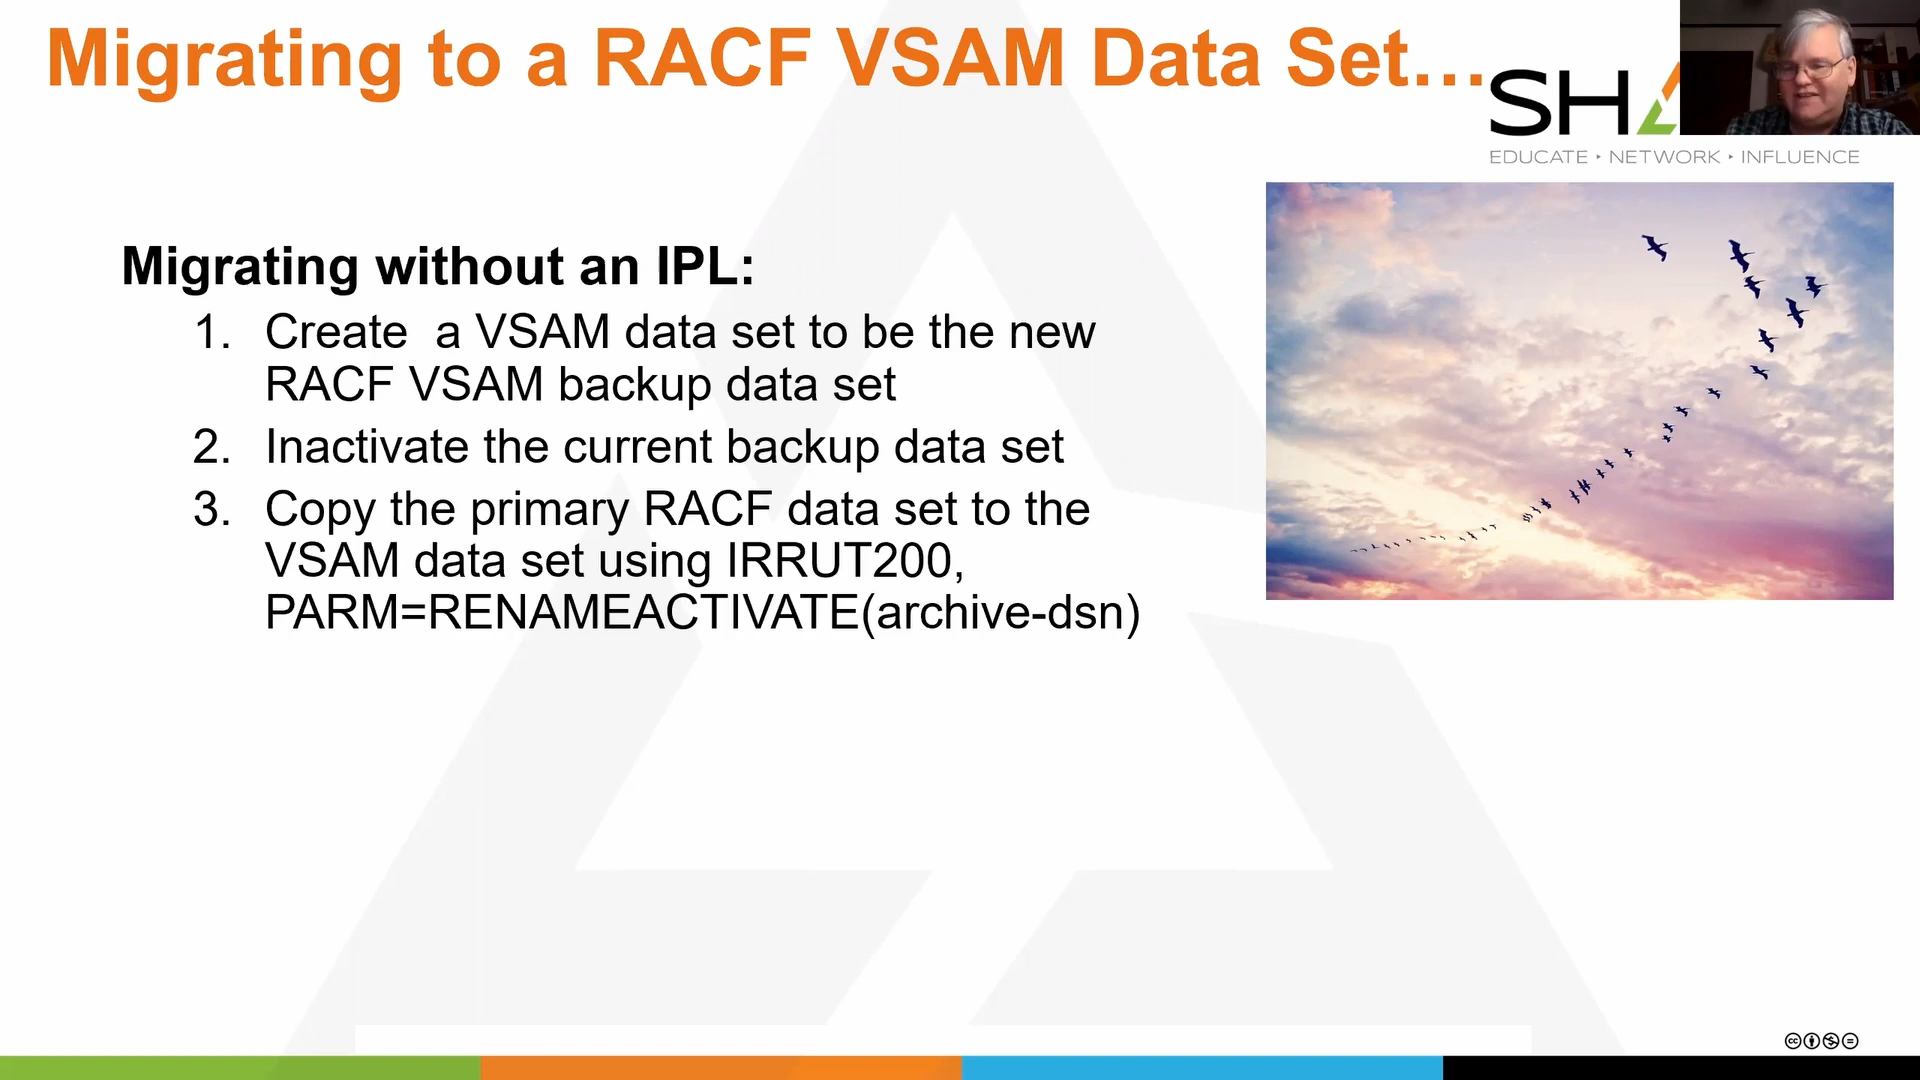 Migrating to a RACF VSAM Data Set...
SH
EDUCATE • NETWORK • INFLUENCE
Migrating without an IPL:
1. Create  a VSAM data set to be the new
RACF VSAM backup data set
2. Inactivate the current backup data set
3. Copy the primary RACF data set to the
VSAM data set using IRRUT200,
PARM=RENAMEACTIVATE(archive-dsn)